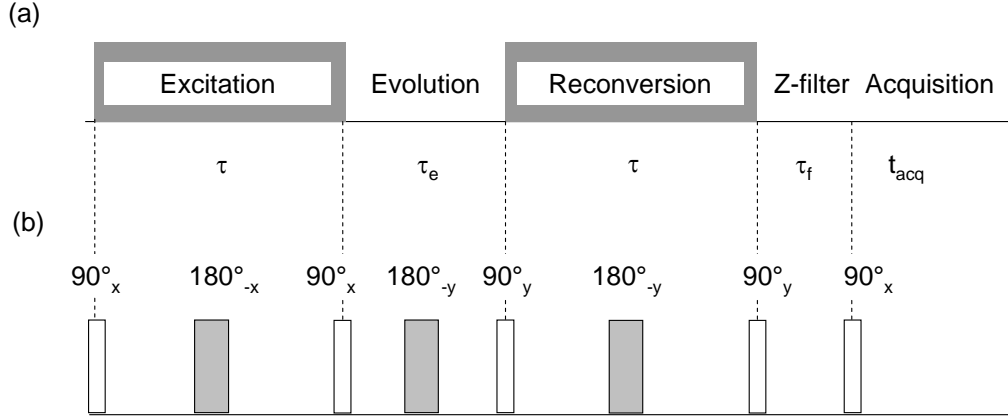 (a)
Excitation Evolution Reconversion Z-filter Acquisition
τ τe τ τf tacq
(b)
90°x 180°-x 90°x 180°-y 90°y 180°-y 90°y 90°x